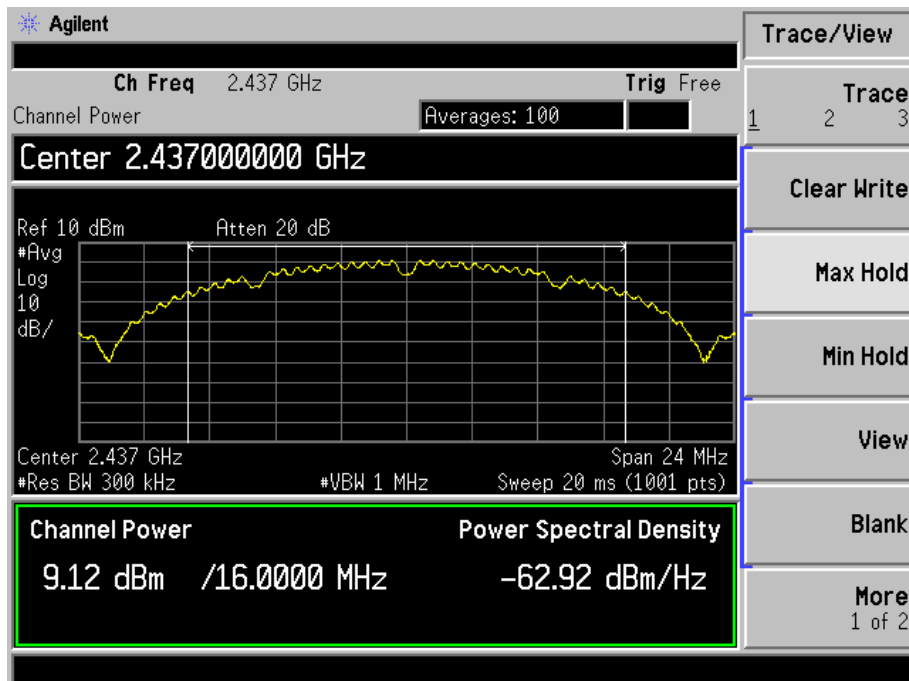 Agilent
Ch Freq 2.437 GHz Trig Free
Channel Power Averages: 100
Center 2.437000000 GHz
Ref 10 dBm Atten 20 dB
#Avg
Log
10
dB/
Center 2.437 GHz Span 24 MHz
#Res BW 300 kHz #VBW 1 MHz Sweep 20 ms (1001 pts)
Channel Power Power Spectral Density
9.12 dBm /16.0000 MHz -62.92 dBm/Hz
Trace/View
Trace
1 2 3
Clear Write
Max Hold
Min Hold
View
Blank
More
1 of 2